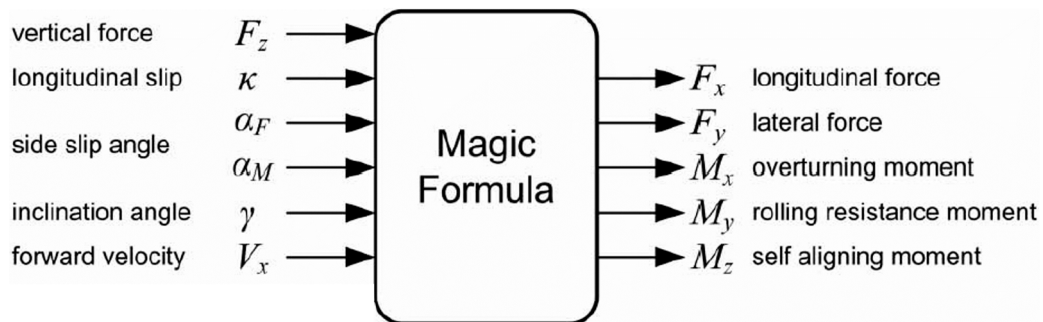 vertical force F_z
longitudinal slip κ F_x longitudinal force
α_F F_y lateral force
side slip angle
Magic
α_M M_x overturning moment
Formula
inclination angle γ M_y rolling resistance moment
forward velocity V_x M_z self aligning moment